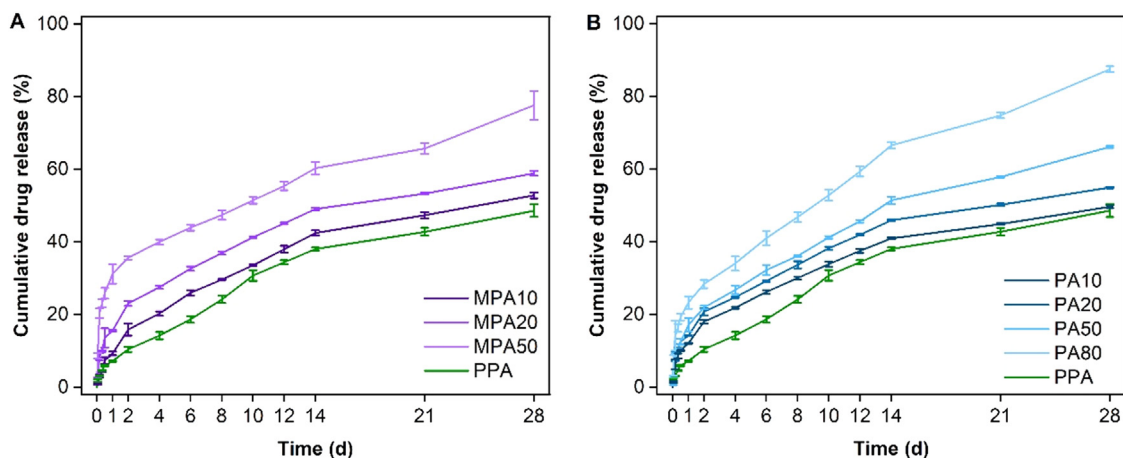 A
Cumulative drug release (%)
100
80
60
40
20
0
MPA10
MPA20
MPA50
PPA
0 1 2 4 6 8 10 12 14 21 28
Time (d)
B
Cumulative drug release (%)
100
80
60
40
20
0
PA10
PA20
PA50
PA80
PPA
0 1 2 4 6 8 10 12 14 21 28
Time (d)